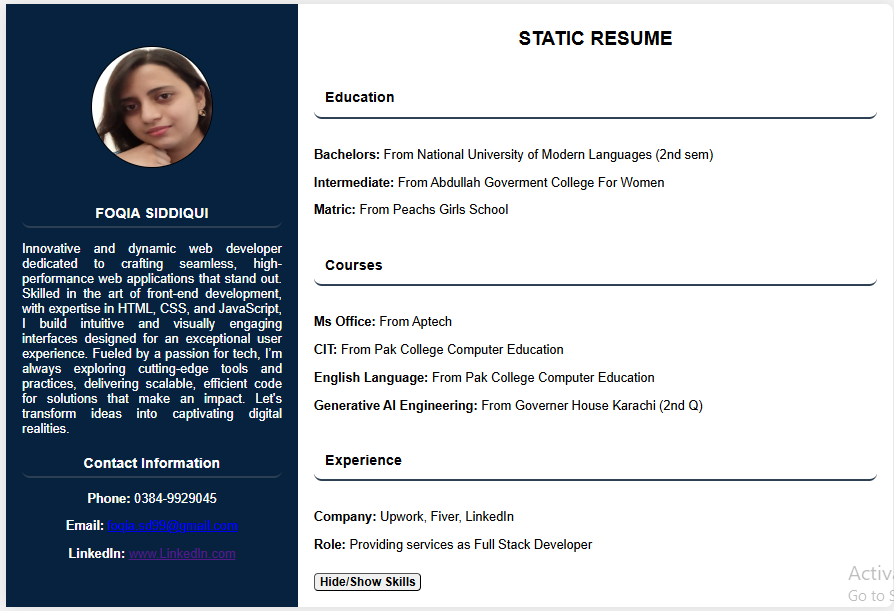 FOQIA SIDDIQUI
Innovative and dynamic web developer
dedicated to crafting seamless, high-
performance web applications that stand out.
Skilled in the art of front-end development,
with expertise in HTML, CSS, and JavaScript,
I build intuitive and visually engaging
interfaces designed for an exceptional user
experience. Fueled by a passion for tech, I'm
always exploring cutting-edge tools and
practices, delivering scalable, efficient code
for solutions that make an impact. Let's
transform ideas into captivating digital
realities.
Contact Information
Phone: 0384-9929045
Email:
LinkedIn: www.LinkedIn.com
STATIC RESUME
Education
Bachelors: From National University of Modern Languages (2nd sem)
Intermediate: From Abdullah Goverment College For Women
Matric: From Peachs Girls School
Courses
Ms Office: From Aptech
CIT: From Pak College Computer Education
English Language: From Pak College Computer Education
Generative AI Engineering: From Governer House Karachi (2nd Q)
Experience
Company: Upwork, Fiver, LinkedIn
Role: Providing services as Full Stack Developer
Hide/Show Skills
Activ
Go to S